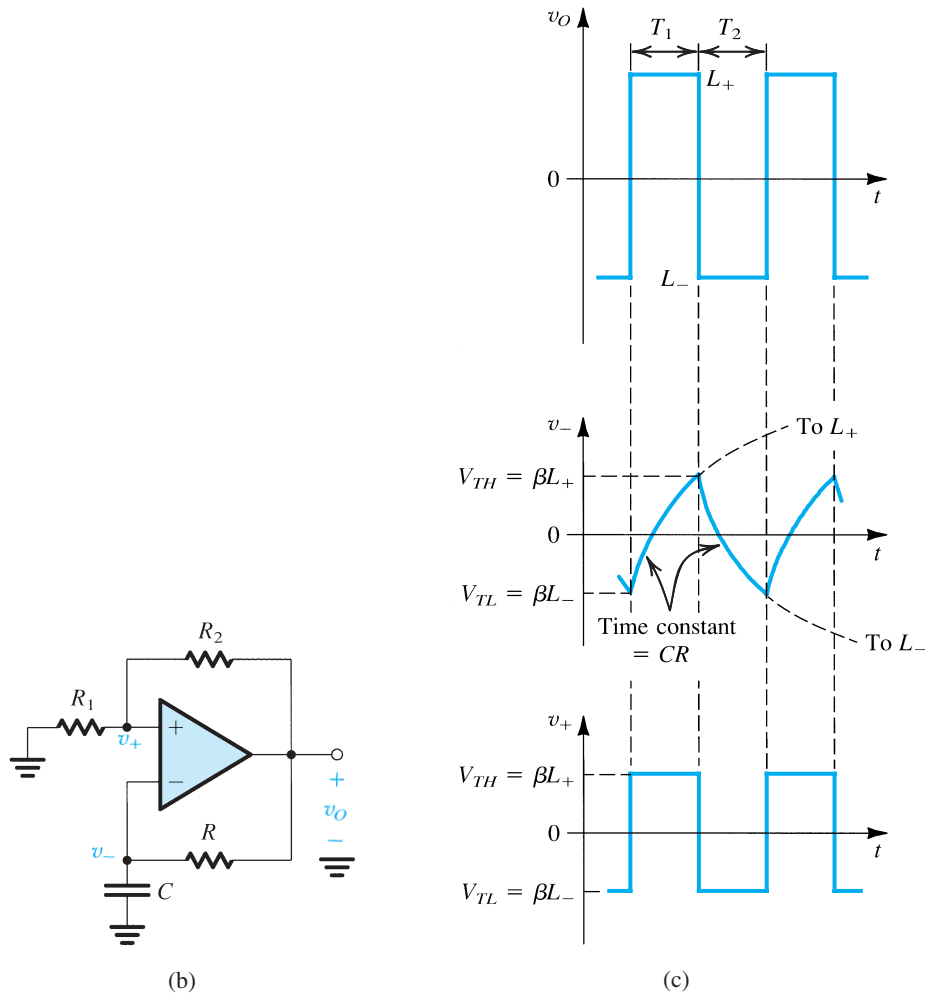 v_O
T_1 T_2
L_+
0
t
L_−
v_−
To L_+
V_TH = βL_+
0
t
V_TL = βL_−
Time constant
= CR
To L_−
R_2
R_1
v_+
+
−
+
v_O
−
R
v_−
C
v_+
V_TH = βL_+
0
t
V_TL = βL_−
(b)
(c)